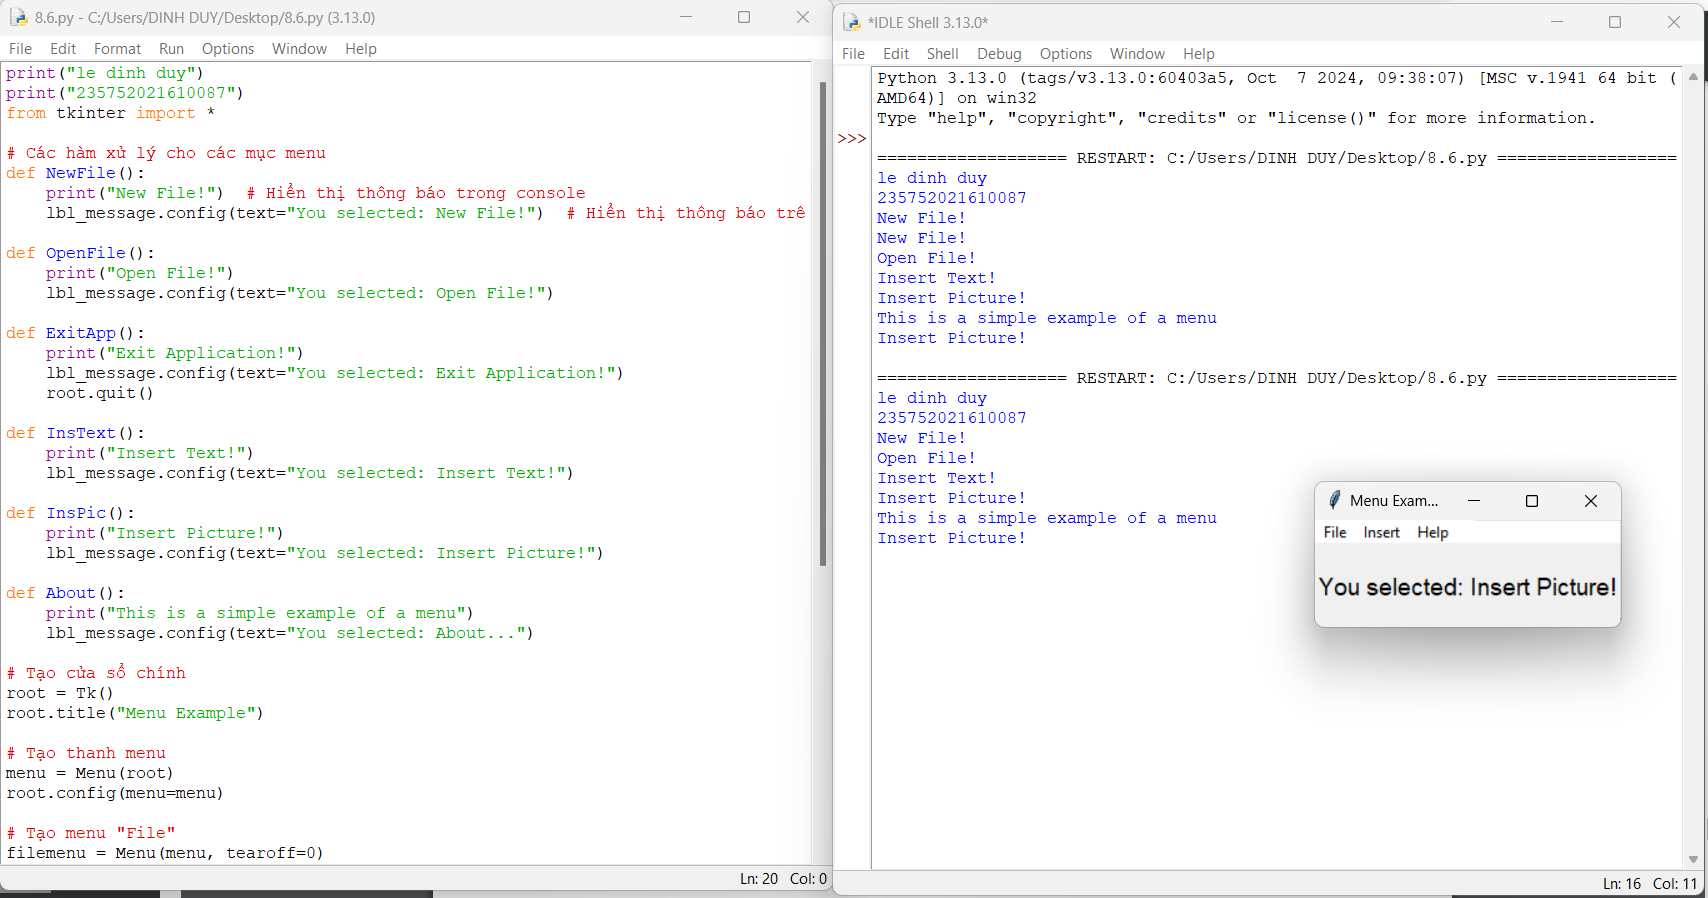 8.6.py - C:/Users/DINH DUY/Desktop/8.6.py (3.13.0)
File Edit Format Run Options Window Help
print("le dinh duy")
print("235752021610087")
from tkinter import *
# Các hàm xử lý cho các mục menu
def NewFile():
    print("New File!")  # Hiển thị thông báo trong console
    lbl_message.config(text="You selected: New File!")  # Hiển thị thông báo trê
def OpenFile():
    print("Open File!")
    lbl_message.config(text="You selected: Open File!")
def ExitApp():
    print("Exit Application!")
    lbl_message.config(text="You selected: Exit Application!")
    root.quit()
def InsText():
    print("Insert Text!")
    lbl_message.config(text="You selected: Insert Text!")
def InsPic():
    print("Insert Picture!")
    lbl_message.config(text="You selected: Insert Picture!")
def About():
    print("This is a simple example of a menu")
    lbl_message.config(text="You selected: About...")
# Tạo cửa sổ chính
root = Tk()
root.title("Menu Example")
# Tạo thanh menu
menu = Menu(root)
root.config(menu=menu)
# Tạo menu "File"
filemenu = Menu(menu, tearoff=0)
Ln: 20 Col: 0
*IDLE Shell 3.13.0*
File Edit Shell Debug Options Window Help
Python 3.13.0 (tags/v3.13.0:60403a5, Oct  7 2024, 09:38:07) [MSC v.1941 64 bit (
AMD64)] on win32
Type "help", "copyright", "credits" or "license()" for more information.
>>>
=================== RESTART: C:/Users/DINH DUY/Desktop/8.6.py ==================
le dinh duy
235752021610087
New File!
New File!
Open File!
Insert Text!
Insert Picture!
This is a simple example of a menu
Insert Picture!
=================== RESTART: C:/Users/DINH DUY/Desktop/8.6.py ==================
le dinh duy
235752021610087
New File!
Open File!
Insert Text!
Insert Picture!
This is a simple example of a menu
Insert Picture!
Menu Exam...
File Insert Help
You selected: Insert Picture!
Ln: 16 Col: 11